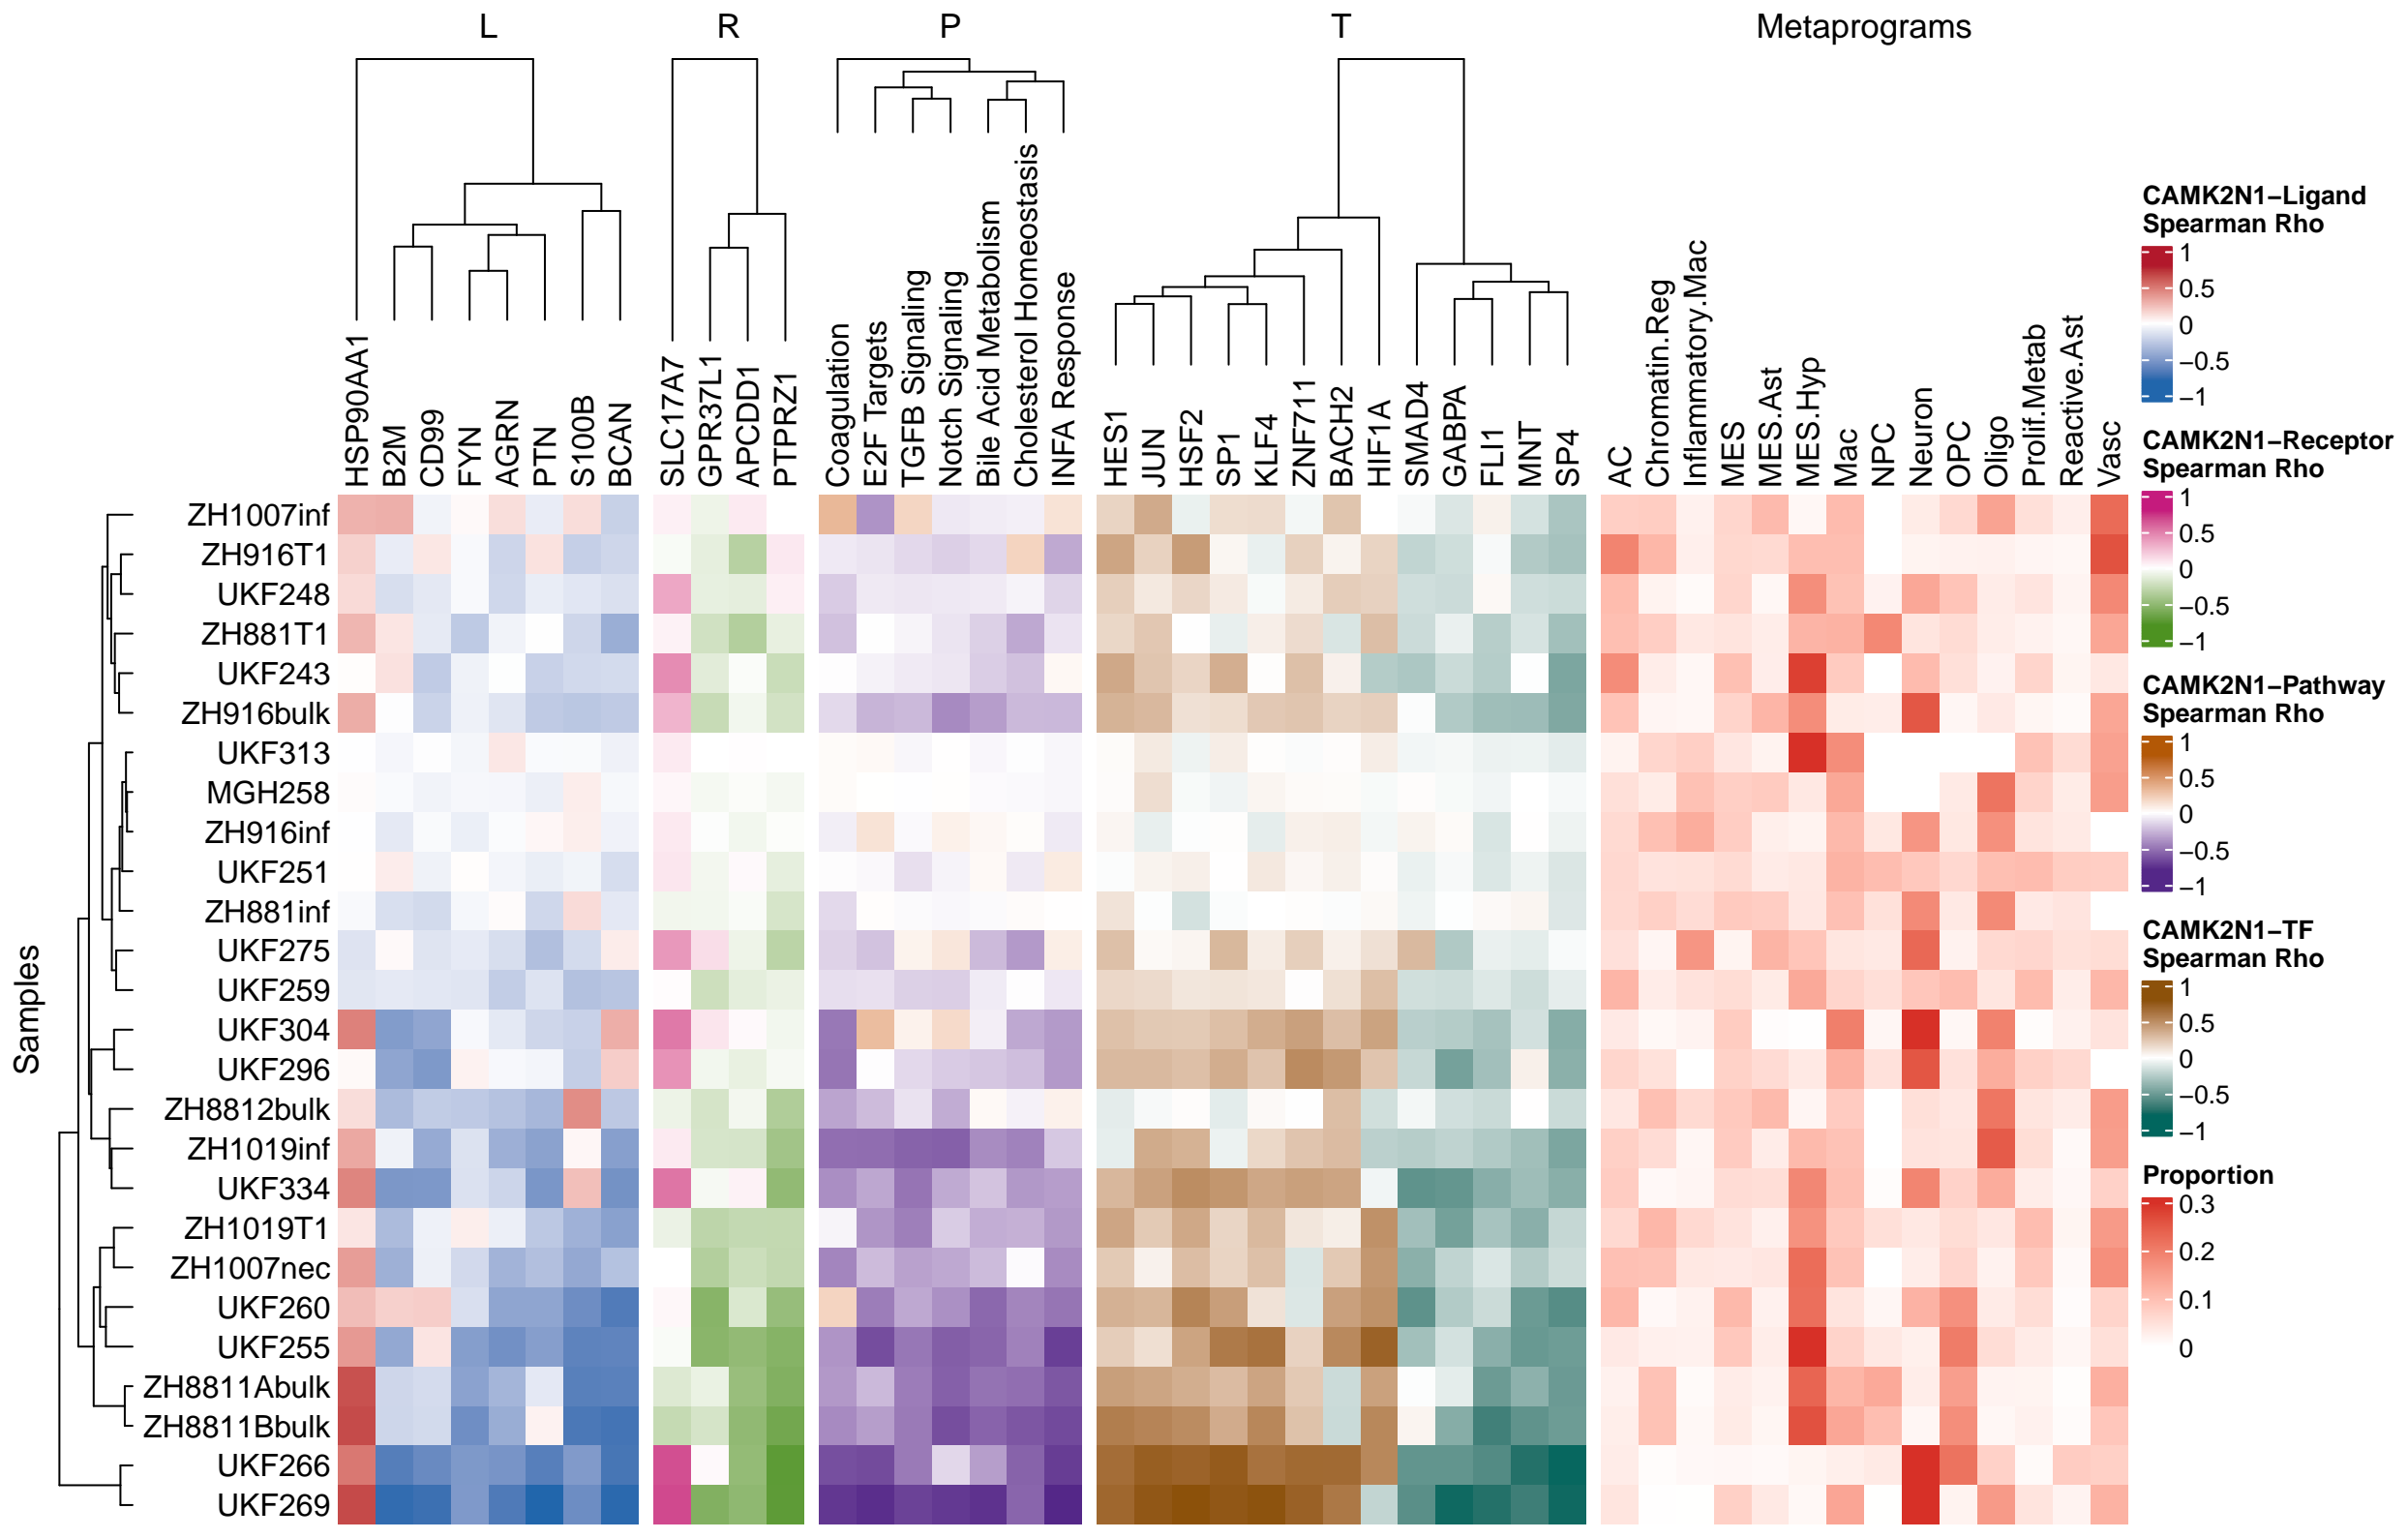 L
R
P
T
Metaprograms
HSP90AA1
B2M
CD99
FYN
AGRN
PTN
S100B
BCAN
SLC17A7
GPR37L1
APCDD1
PTPRZ1
Coagulation
E2F Targets
TGFB Signaling
Notch Signaling
Bile Acid Metabolism
Cholesterol Homeostasis
INFA Response
HES1
JUN
HSF2
SP1
KLF4
ZNF711
BACH2
HIF1A
SMAD4
GABPA
FLI1
MNT
SP4
AC
Chromatin.Reg
Inflammatory.Mac
MES
MES.Ast
MES.Hyp
Mac
NPC
Neuron
OPC
Oligo
Prolif.Metab
Reactive.Ast
Vasc
Samples
ZH1007inf
ZH916T1
UKF248
ZH881T1
UKF243
ZH916bulk
UKF313
MGH258
ZH916inf
UKF251
ZH881inf
UKF275
UKF259
UKF304
UKF296
ZH8812bulk
ZH1019inf
UKF334
ZH1019T1
ZH1007nec
UKF260
UKF255
ZH8811Abulk
ZH8811Bbulk
UKF266
UKF269
CAMK2N1−Ligand
Spearman Rho
1
0.5
0
−0.5
−1
CAMK2N1−Receptor
Spearman Rho
1
0.5
0
−0.5
−1
CAMK2N1−Pathway
Spearman Rho
1
0.5
0
−0.5
−1
CAMK2N1−TF
Spearman Rho
1
0.5
0
−0.5
−1
Proportion
0.3
0.2
0.1
0